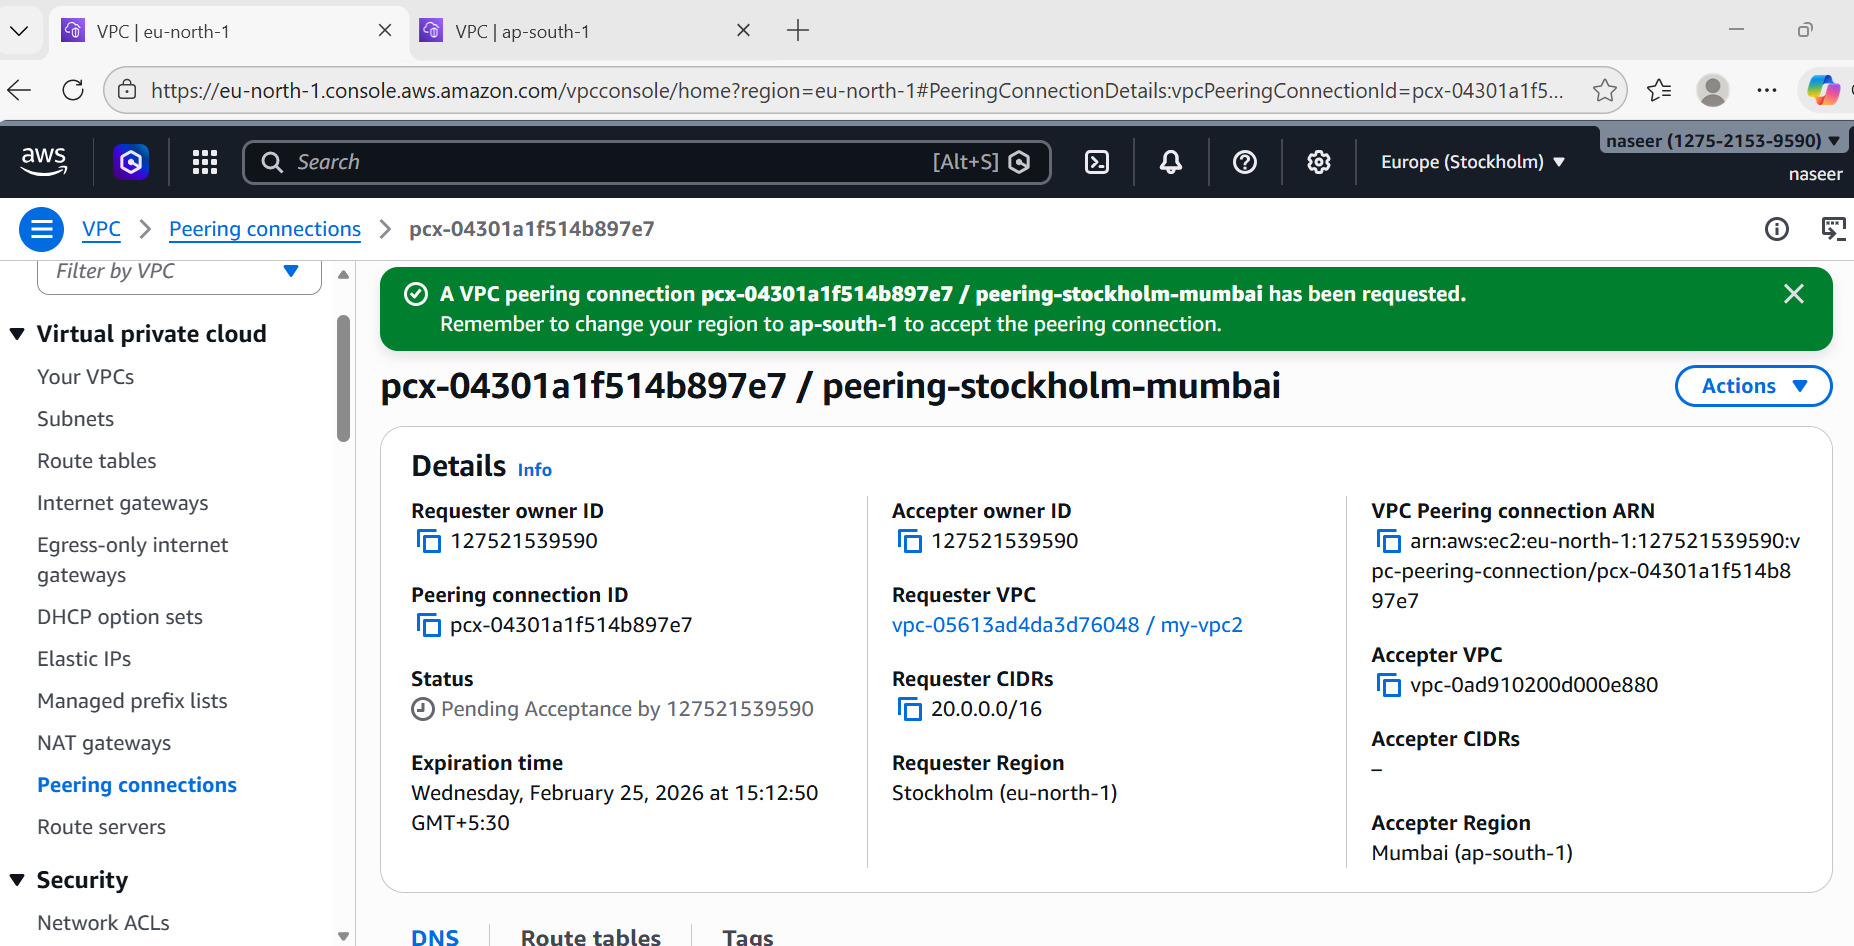 VPC | eu-north-1
VPC | ap-south-1
https://eu-north-1.console.aws.amazon.com/vpcconsole/home?region=eu-north-1#PeeringConnectionDetails:vpcPeeringConnectionId=pcx-04301a1f5...
aws
Search
[Alt+S]
Europe (Stockholm)
naseer (1275-2153-9590)
naseer
VPC
Peering connections
pcx-04301a1f514b897e7
Filter by VPC
Virtual private cloud
Your VPCs
Subnets
Route tables
Internet gateways
Egress-only internet
gateways
DHCP option sets
Elastic IPs
Managed prefix lists
NAT gateways
Peering connections
Route servers
Security
Network ACLs
A VPC peering connection pcx-04301a1f514b897e7 / peering-stockholm-mumbai has been requested.
Remember to change your region to ap-south-1 to accept the peering connection.
pcx-04301a1f514b897e7 / peering-stockholm-mumbai
Actions
Details Info
Requester owner ID
127521539590
Peering connection ID
pcx-04301a1f514b897e7
Status
Pending Acceptance by 127521539590
Expiration time
Wednesday, February 25, 2026 at 15:12:50
GMT+5:30
Accepter owner ID
127521539590
Requester VPC
vpc-05613ad4da3d76048 / my-vpc2
Requester CIDRs
20.0.0.0/16
Requester Region
Stockholm (eu-north-1)
VPC Peering connection ARN
arn:aws:ec2:eu-north-1:127521539590:v
pc-peering-connection/pcx-04301a1f514b8
97e7
Accepter VPC
vpc-0ad910200d000e880
Accepter CIDRs
–
Accepter Region
Mumbai (ap-south-1)
DNS
Route tables
Tags